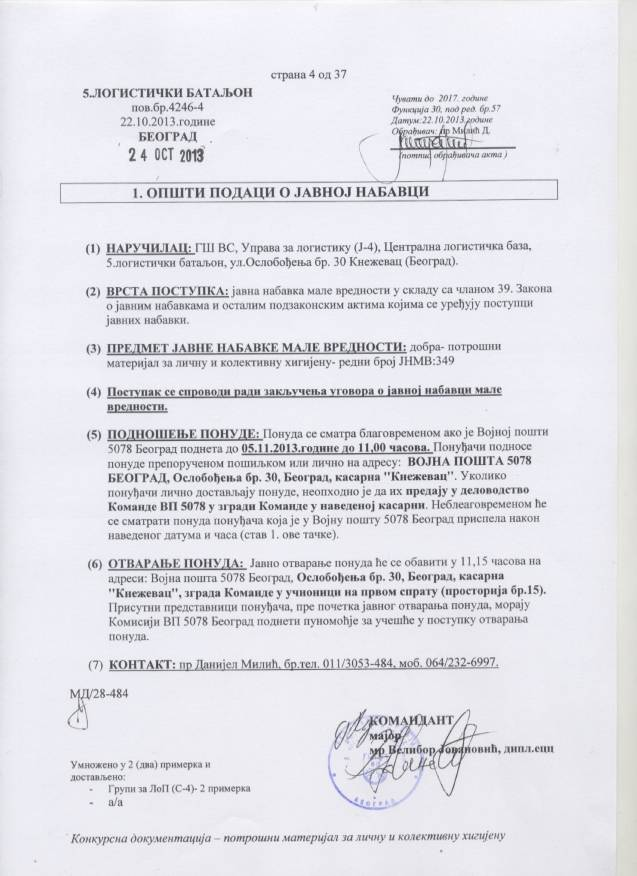 страна 4 од 37
5.ЛОГИСТИЧКИ БАТАЉОН
пов.бр.4246-4
22.10.2013.године
БЕОГРАД
24 OCT 2013
Чувати до 2017. године
Функција 30, под ред. бр.57
Датум:22.10.2013.године
Обрађивач: пр Милић Д.
(потпис обрађивача акта )
1. ОПШТИ ПОДАЦИ О ЈАВНОЈ НАБАВЦИ
(1) НАРУЧИЛАЦ: ГШ ВС, Управа за логистику (Ј-4), Централна логистичка база,
5.логистички батаљон, ул.Ослобођења бр. 30 Кнежевац (Београд).
(2) ВРСТА ПОСТУПКА: јавна набавка мале вредности у складу са чланом 39. Закона
о јавним набавкама и осталим подзаконским актима којима се уређују поступци
јавних набавки.
(3) ПРЕДМЕТ ЈАВНЕ НАБАВКЕ МАЛЕ ВРЕДНОСТИ: добра- потрошни
материјал за личну и колективну хигијену- редни број ЈНМВ:349
(4) Поступак се спроводи ради закључења уговора о јавној набавци мале
вредности.
(5) ПОДНОШЕЊЕ ПОНУДЕ: Понуда се сматра благовременом ако је Војној пошти
5078 Београд поднета до 05.11.2013.године до 11,00 часова. Понуђачи подносе
понуде препорученом пошиљком или лично на адресу: ВОЈНА ПОШТА 5078
БЕОГРАД, Ослобођења бр. 30, Београд, касарна "Кнежевац". Уколико
понуђачи лично достављају понуде, неопходно је да их предају у деловодство
Команде ВП 5078 у згради Команде у наведеној касарни. Неблаговременом ће
се сматрати понуда понуђача која је у Војну пошту 5078 Београд приспела након
наведеног датума и часа (став 1. ове тачке).
(6) ОТВАРАЊЕ ПОНУДА: Јавно отварање понуда ће се обавити у 11,15 часова на
адреси: Војна пошта 5078 Београд, Ослобођења бр. 30, Београд, касарна
"Кнежевац", зграда Команде у учионици на првом спрату (просторија бр.15).
Присутни представници понуђача, пре почетка јавног отварања понуда, морају
Комисији ВП 5078 Београд поднети пуномоћје за учешће у поступку отварања
понуда.
(7) КОНТАКТ: пр Данијел Милић, бр.тел. 011/3053-484, моб. 064/232-6997.
МД/28-484
КОМАНДАНТ
мајор
мр Велибор Јовановић, дипл.ецц
БЕОГРАД
Умножено у 2 (два) примерка и
достављено:
- Групи за ЛоП (С-4)- 2 примерка
- а/а
Конкурсна документација – потрошни материјал за личну и колективну хигијену